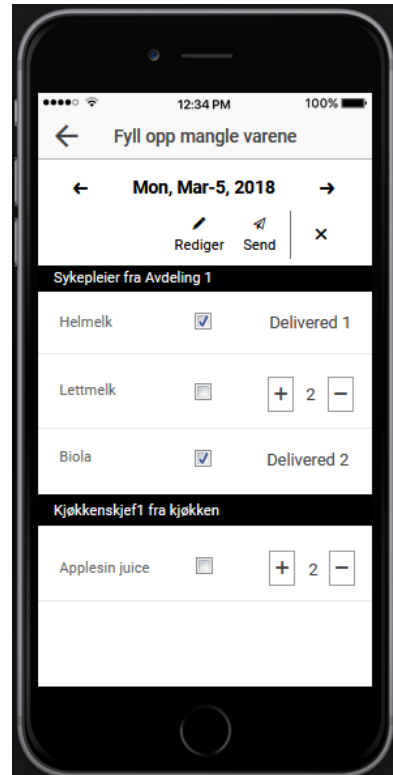 12:34 PM 100%
Fyll opp mangle varene
Mon, Mar-5, 2018
Rediger Send
Sykepleier fra Avdeling 1
Helmelk Delivered 1
Lettmelk + 2 −
Biola Delivered 2
Kjøkkenskjef1 fra kjøkken
Applesin juice + 2 −